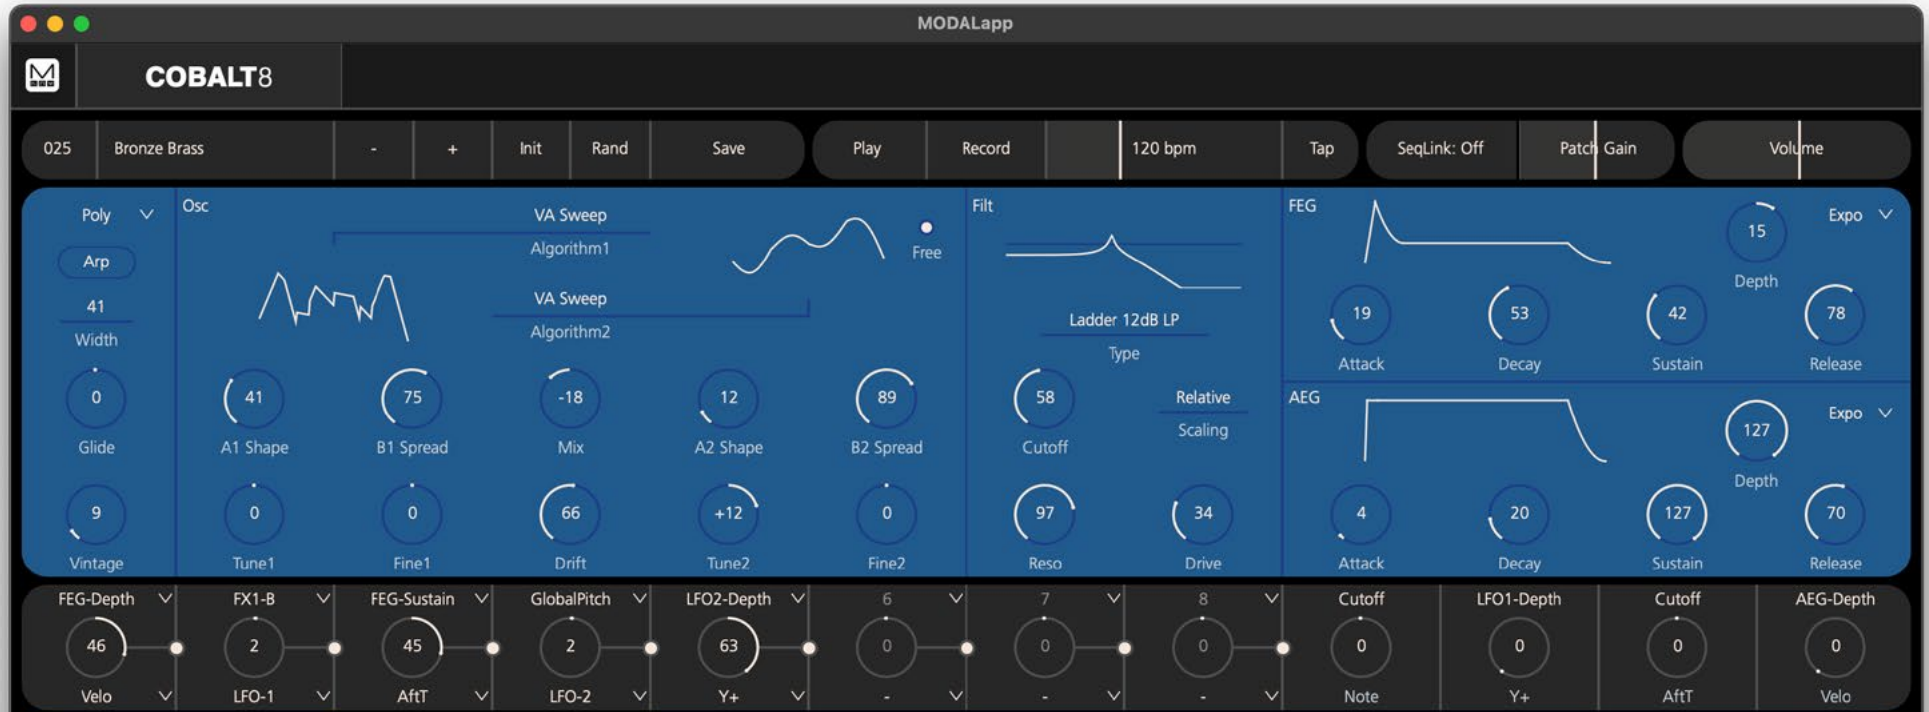 MODALapp
COBALT8
025 Bronze Brass - + Init Rand Save Play Record 120 bpm Tap SeqLink: Off Patch Gain Volume
Poly Osc VA Sweep Filt FEG 15 Expo
Algorithm1 Free
Arp Depth
41 VA Sweep 19 53 42 78
Width Algorithm2 Ladder 12dB LP
Type Attack Decay Sustain Release
0 41 75 -18 12 89 58 Relative AEG 127 Expo
Glide A1 Shape B1 Spread Mix A2 Shape B2 Spread Cutoff Scaling
Depth
9 0 0 66 +12 0 97 34 4 20 127 70
Vintage Tune1 Fine1 Drift Tune2 Fine2 Reso Drive Attack Decay Sustain Release
FEG-Depth FX1-B FEG-Sustain GlobalPitch LFO2-Depth 6 7 8 Cutoff LFO1-Depth Cutoff AEG-Depth
46 2 45 2 63 0 0 0 0 0 0 0
Velo LFO-1 AftT LFO-2 Y+ - - - Note Y+ AftT Velo